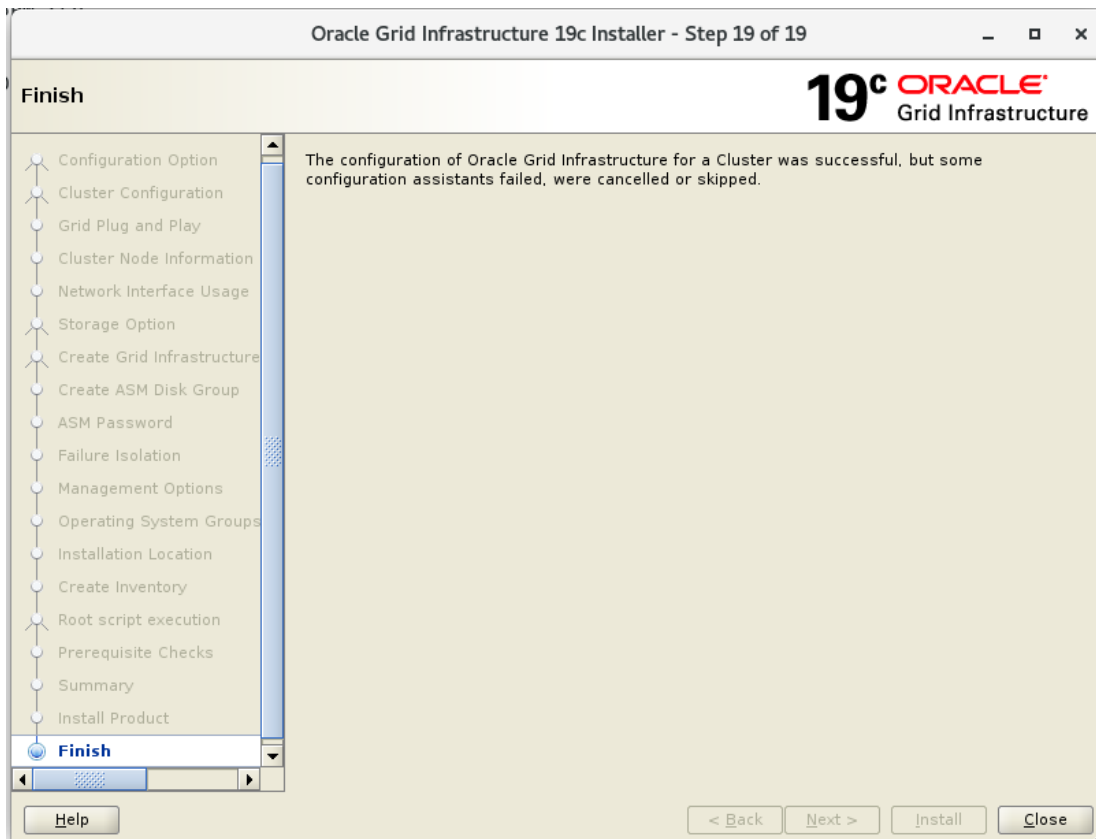 Oracle Grid Infrastructure 19c Installer - Step 19 of 19
Finish
19c ORACLE
Grid Infrastructure
Configuration Option
Cluster Configuration
Grid Plug and Play
Cluster Node Information
Network Interface Usage
Storage Option
Create Grid Infrastructure
Create ASM Disk Group
ASM Password
Failure Isolation
Management Options
Operating System Groups
Installation Location
Create Inventory
Root script execution
Prerequisite Checks
Summary
Install Product
Finish
The configuration of Oracle Grid Infrastructure for a Cluster was successful, but some
configuration assistants failed, were cancelled or skipped.
Help
< Back
Next >
Install
Close